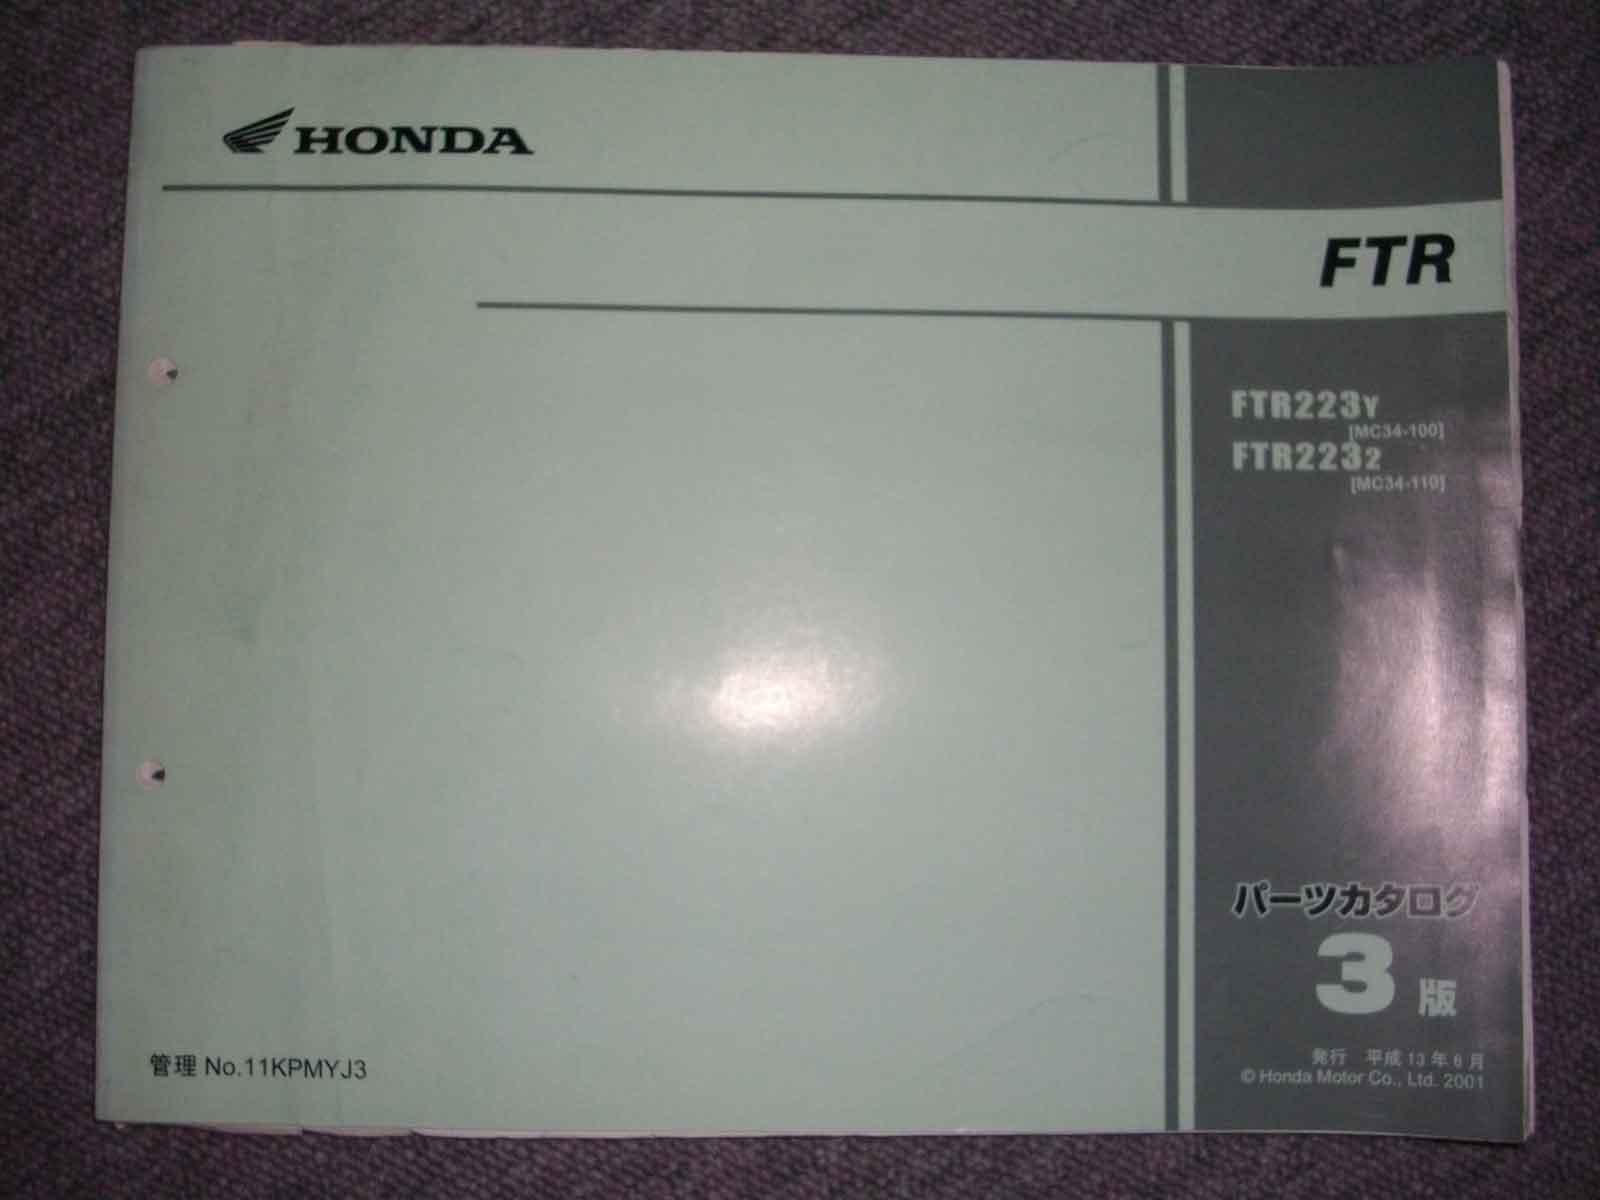 HONDA
FTR
FTR223Y
[MC34-100]
FTR2232
[MC34-110]
パーツカタログ
3版
発行 平成13年6月
© Honda Motor Co., Ltd. 2001
管理 No.11KPMYJ3